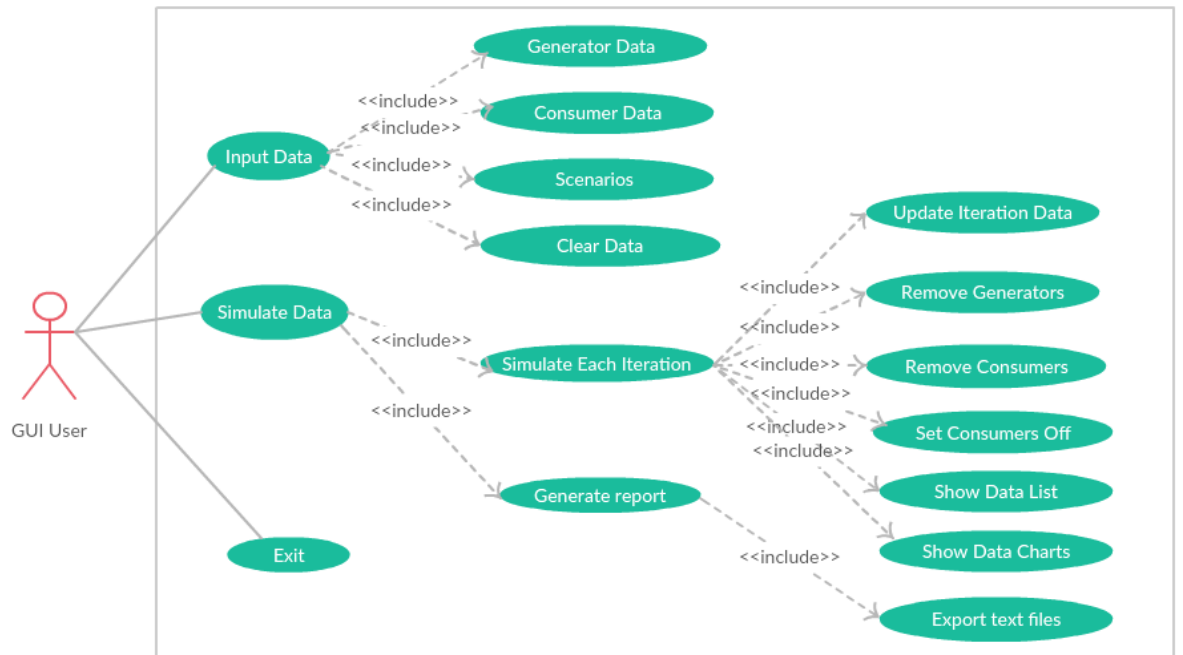 Generator Data
<<include>>
Consumer Data
<<include>>
Input Data
<<include>>
Scenarios
<<include>>
Clear Data
Update Iteration Data
<<include>>
Remove Generators
Simulate Data
<<include>>
<<include>>
Simulate Each Iteration
<<include>>
Remove Consumers
<<include>>
<<include>>
GUI User
<<include>>
Set Consumers Off
<<include>>
Generate report
Show Data List
Exit
Show Data Charts
<<include>>
Export text files